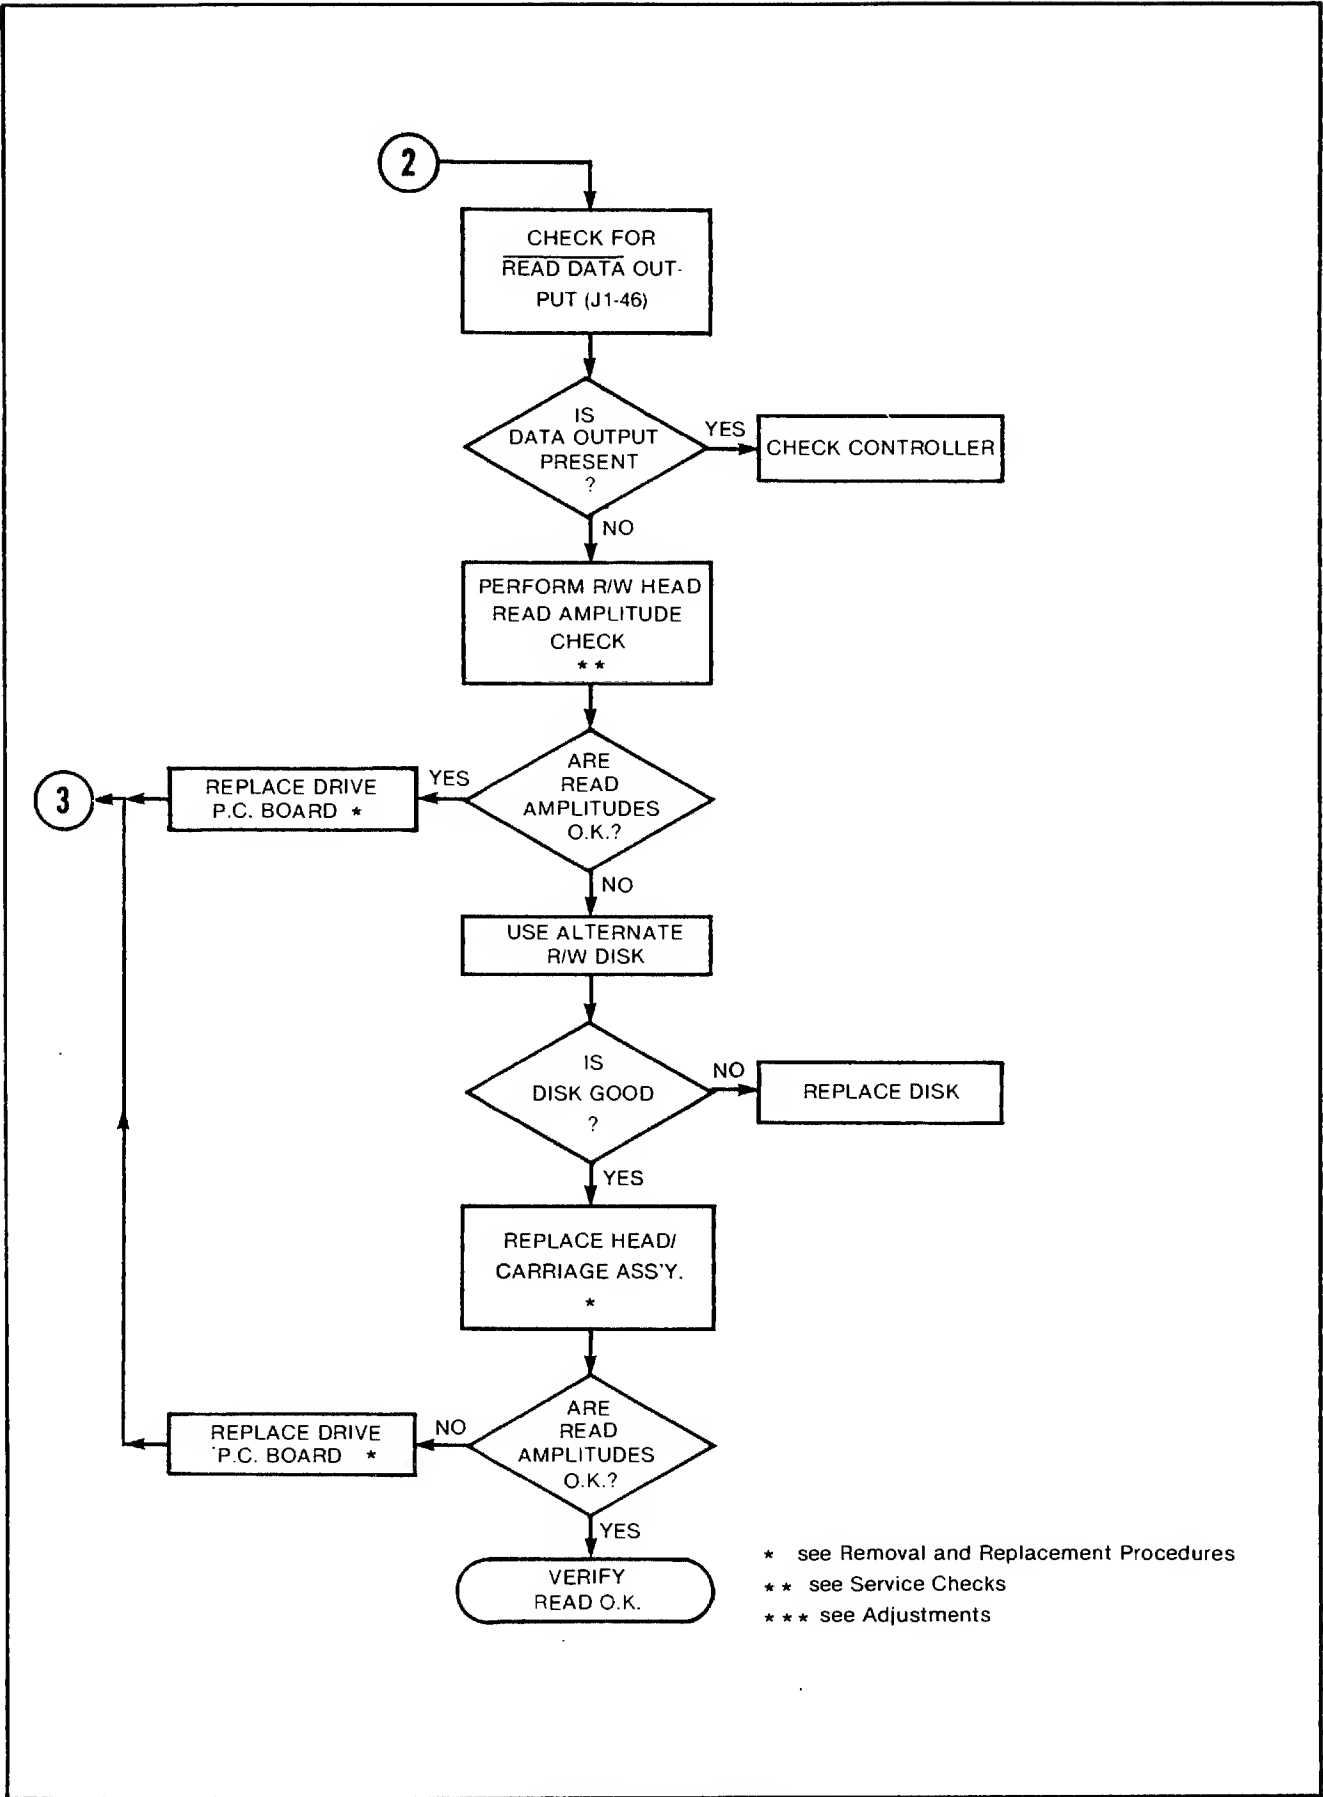 2
CHECK FOR
READ DATA OUT-
PUT (J1-46)
IS
DATA OUTPUT
PRESENT
?
YES
CHECK CONTROLLER
NO
PERFORM R/W HEAD
READ AMPLITUDE
CHECK
* *
ARE
READ
AMPLITUDES
O.K.?
YES
REPLACE DRIVE
P.C. BOARD *
3
NO
USE ALTERNATE
R/W DISK
IS
DISK GOOD
?
NO
REPLACE DISK
YES
REPLACE HEAD/
CARRIAGE ASS'Y.
*
ARE
READ
AMPLITUDES
O.K.?
NO
REPLACE DRIVE
P.C. BOARD *
YES
VERIFY
READ O.K.
* see Removal and Replacement Procedures
* * see Service Checks
* * * see Adjustments